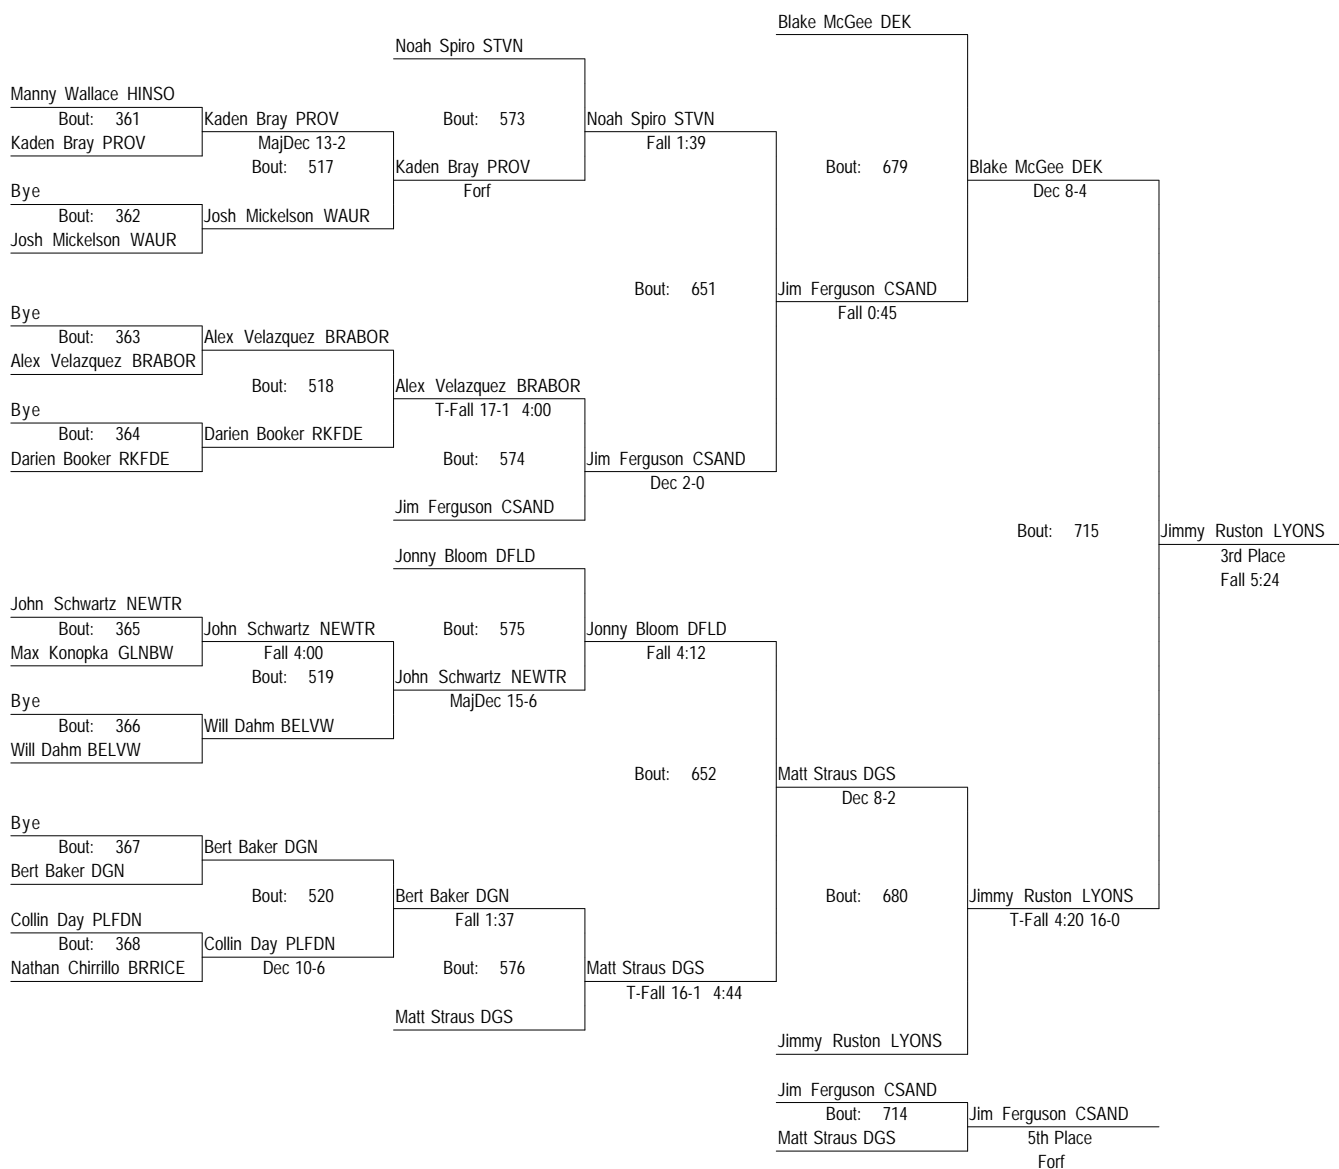 Blake McGee DEK
Noah Spiro STVN
Manny Wallace HINSO
Bout: 361
Kaden Bray PROV
Kaden Bray PROV
MajDec 13-2
Bout: 517
Bout: 573
Noah Spiro STVN
Fall 1:39
Kaden Bray PROV
Forf
Bout: 679
Blake McGee DEK
Dec 8-4
Bye
Bout: 362
Josh Mickelson WAUR
Josh Mickelson WAUR
Bout: 651
Jim Ferguson CSAND
Fall 0:45
Bye
Bout: 363
Alex Velazquez BRABOR
Alex Velazquez BRABOR
Bout: 518
Alex Velazquez BRABOR
T-Fall 17-1 4:00
Bye
Bout: 364
Darien Booker RKFDE
Darien Booker RKFDE
Bout: 574
Jim Ferguson CSAND
Dec 2-0
Jim Ferguson CSAND
Bout: 715
Jimmy Ruston LYONS
3rd Place
Fall 5:24
Jonny Bloom DFLD
John Schwartz NEWTR
Bout: 365
Max Konopka GLNBW
John Schwartz NEWTR
Fall 4:00
Bout: 519
Bout: 575
Jonny Bloom DFLD
Fall 4:12
John Schwartz NEWTR
MajDec 15-6
Bye
Bout: 366
Will Dahm BELVW
Will Dahm BELVW
Bout: 652
Matt Straus DGS
Dec 8-2
Bye
Bout: 367
Bert Baker DGN
Bert Baker DGN
Bout: 520
Bert Baker DGN
Fall 1:37
Bout: 680
Jimmy Ruston LYONS
T-Fall 4:20 16-0
Collin Day PLFDN
Bout: 368
Nathan Chirrillo BRRICE
Collin Day PLFDN
Dec 10-6
Bout: 576
Matt Straus DGS
T-Fall 16-1 4:44
Matt Straus DGS
Jimmy Ruston LYONS
Jim Ferguson CSAND
Bout: 714
Matt Straus DGS
Jim Ferguson CSAND
5th Place
Forf